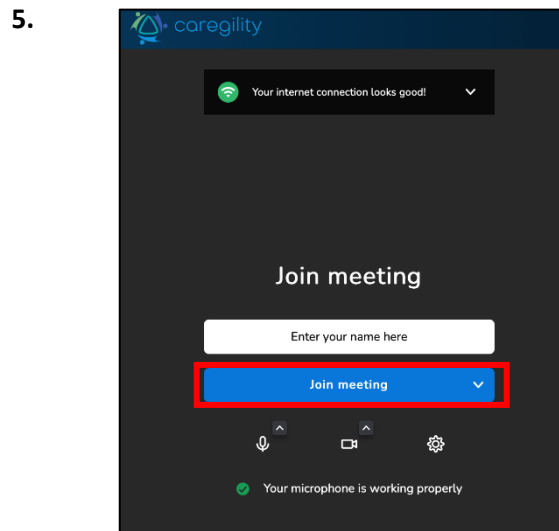 5.
caregility
Your internet connection looks good!
Join meeting
Enter your name here
Join meeting
Your microphone is working properly